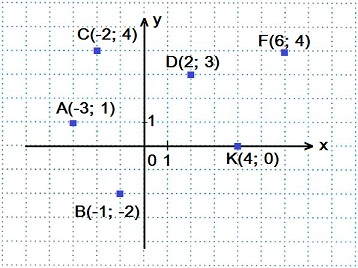 y
C(-2; 4)
F(6; 4)
D(2; 3)
A(-3; 1)
1
x
0 1
K(4; 0)
B(-1; -2)